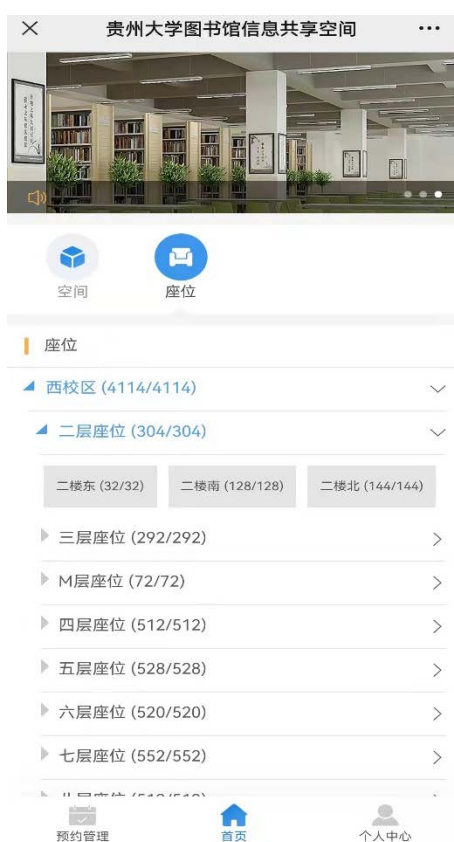 贵州大学图书馆信息共享空间
空间
座位
座位
西校区 (4114/4114)
二层座位 (304/304)
二楼东 (32/32)
二楼南 (128/128)
二楼北 (144/144)
三层座位 (292/292)
M层座位 (72/72)
四层座位 (512/512)
五层座位 (528/528)
六层座位 (520/520)
七层座位 (552/552)
预约管理
首页
个人中心